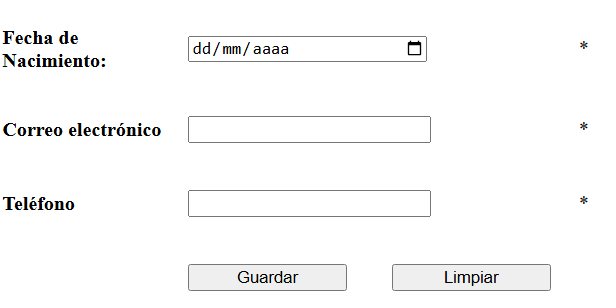 Fecha de
Nacimiento:
dd/mm/aaaa
*
Correo electrónico
*
Teléfono
*
Guardar
Limpiar